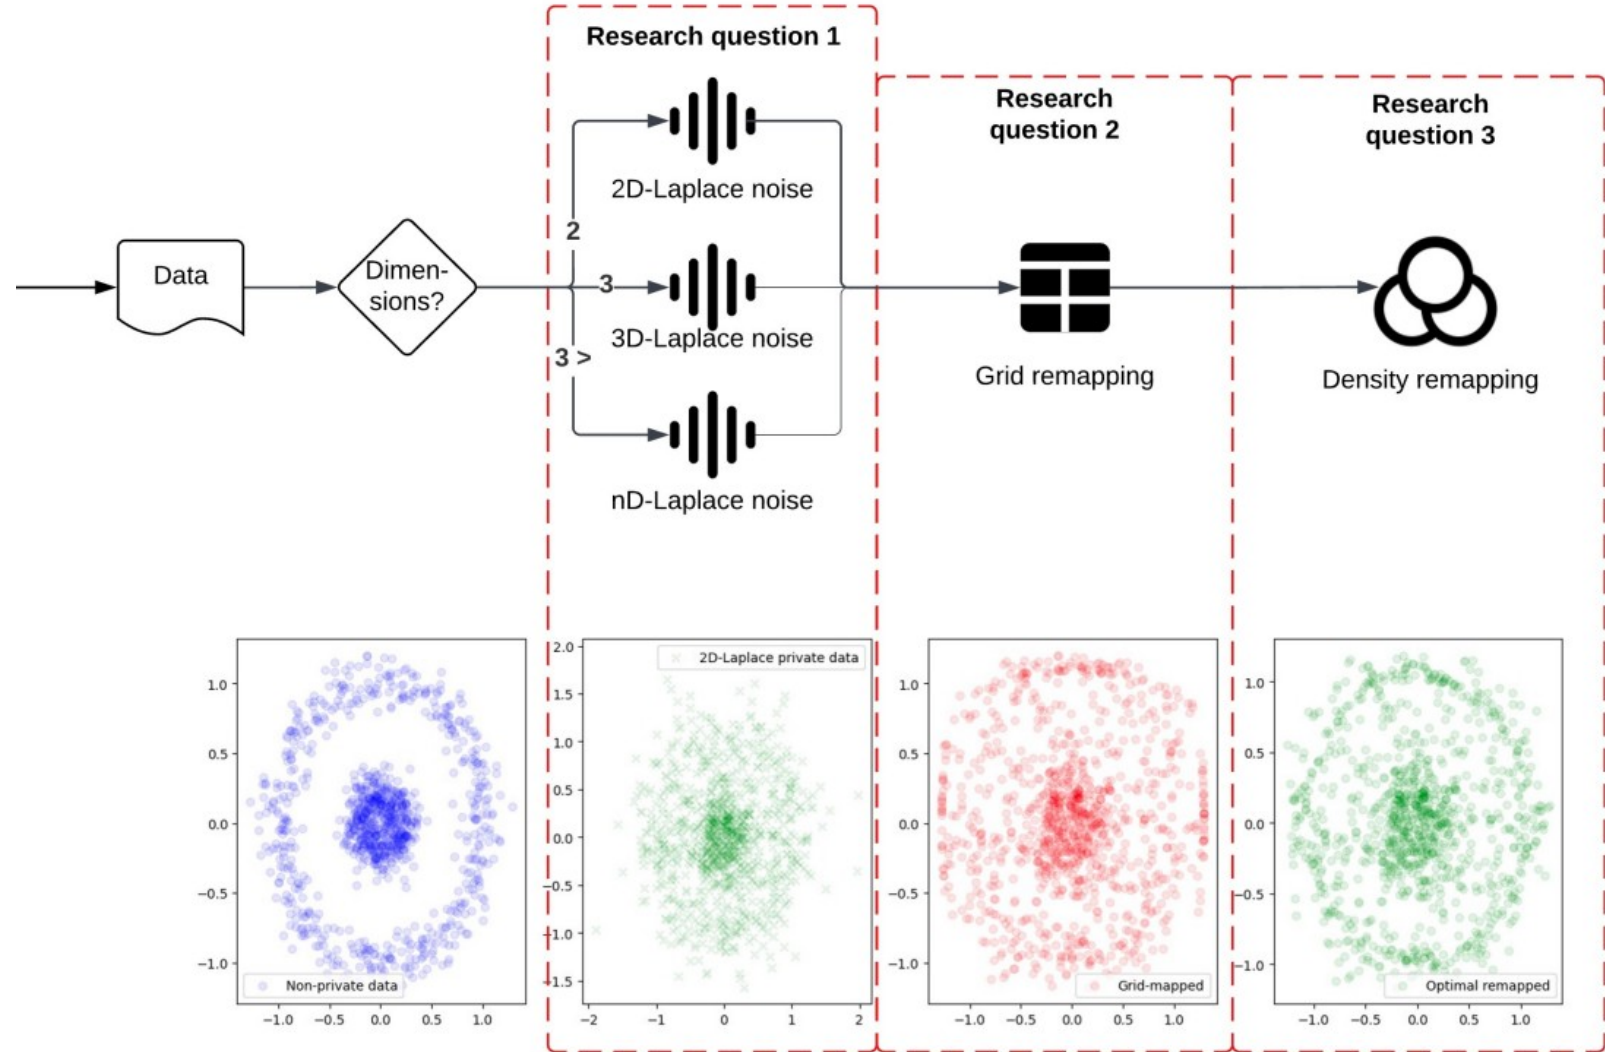 Research question 1
Research
question 2
Research
question 3
2D-Laplace noise
2
Data
Dimen-
sions?
3
3D-Laplace noise
3 >
Grid remapping
Density remapping
nD-Laplace noise
1.0
0.5
0.0
−0.5
−1.0
Non-private data
−1.0 −0.5 0.0 0.5 1.0
2.0
2D-Laplace private data
1.5
1.0
0.5
0.0
−0.5
−1.0
−1.5
−2 −1 0 1 2
1.0
0.5
0.0
−0.5
−1.0
Grid-mapped
−1.0 −0.5 0.0 0.5 1.0
1.0
0.5
0.0
−0.5
−1.0
Optimal remapped
−1.0 −0.5 0.0 0.5 1.0